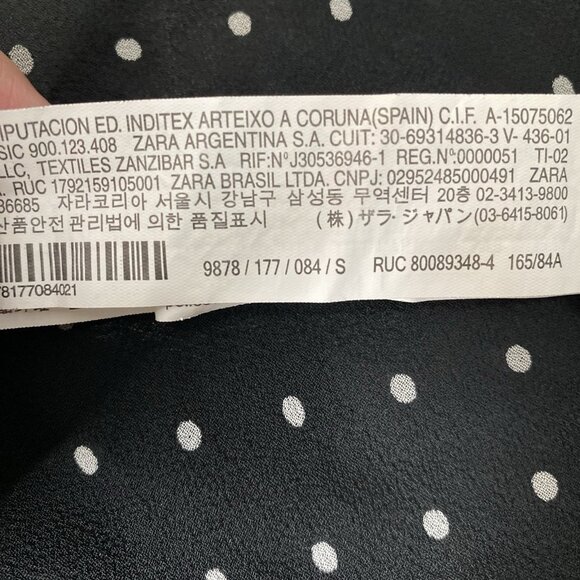 IPUTACION ED. INDITEX ARTEIXO A CORUNA(SPAIN) C.I.F. A-15075062
SIC 900.123.408 ZARA ARGENTINA S.A. CUIT: 30-69314836-3 V- 436-01
LLC, TEXTILES ZANZIBAR S.A RIF:NºJ30536946-1 REG.Nº:0000051 TI-02
RUC 1792159105001 ZARA BRASIL LTDA. CNPJ: 02952485000491 ZARA
36685 자라코리아 서울시 강남구 삼성동 무역센터 20층 02-3413-9800
산품안전관리법에 의한 품질표시 (株) ザラ・ジャパン(03-6415-8061)
78177084021 9878 / 177 / 084 / S RUC 80089348-4 165/84A